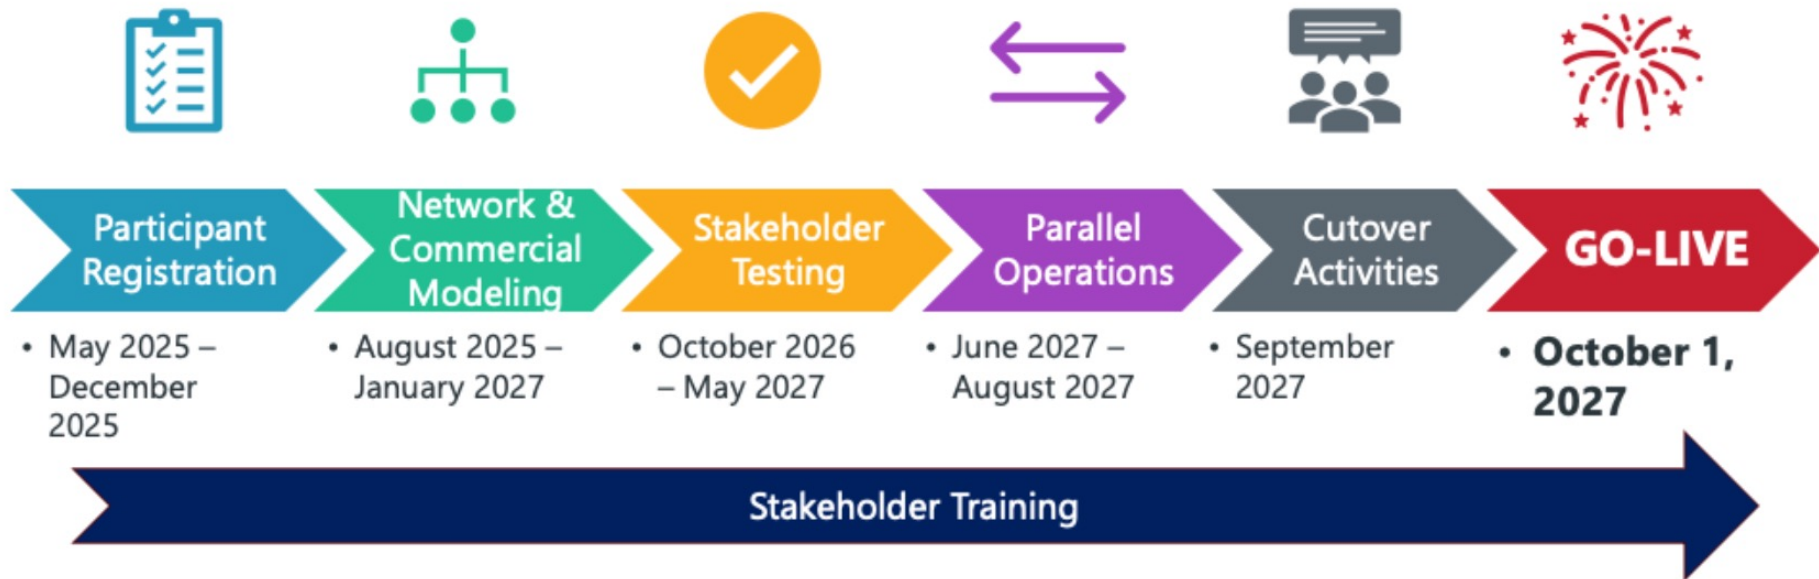 Participant
Registration
Network &
Commercial
Modeling
Stakeholder
Testing
Parallel
Operations
Cutover
Activities
GO-LIVE
• May 2025 –
December
2025
• August 2025 –
January 2027
• October 2026
– May 2027
• June 2027 –
August 2027
• September
2027
• October 1,
2027
Stakeholder Training